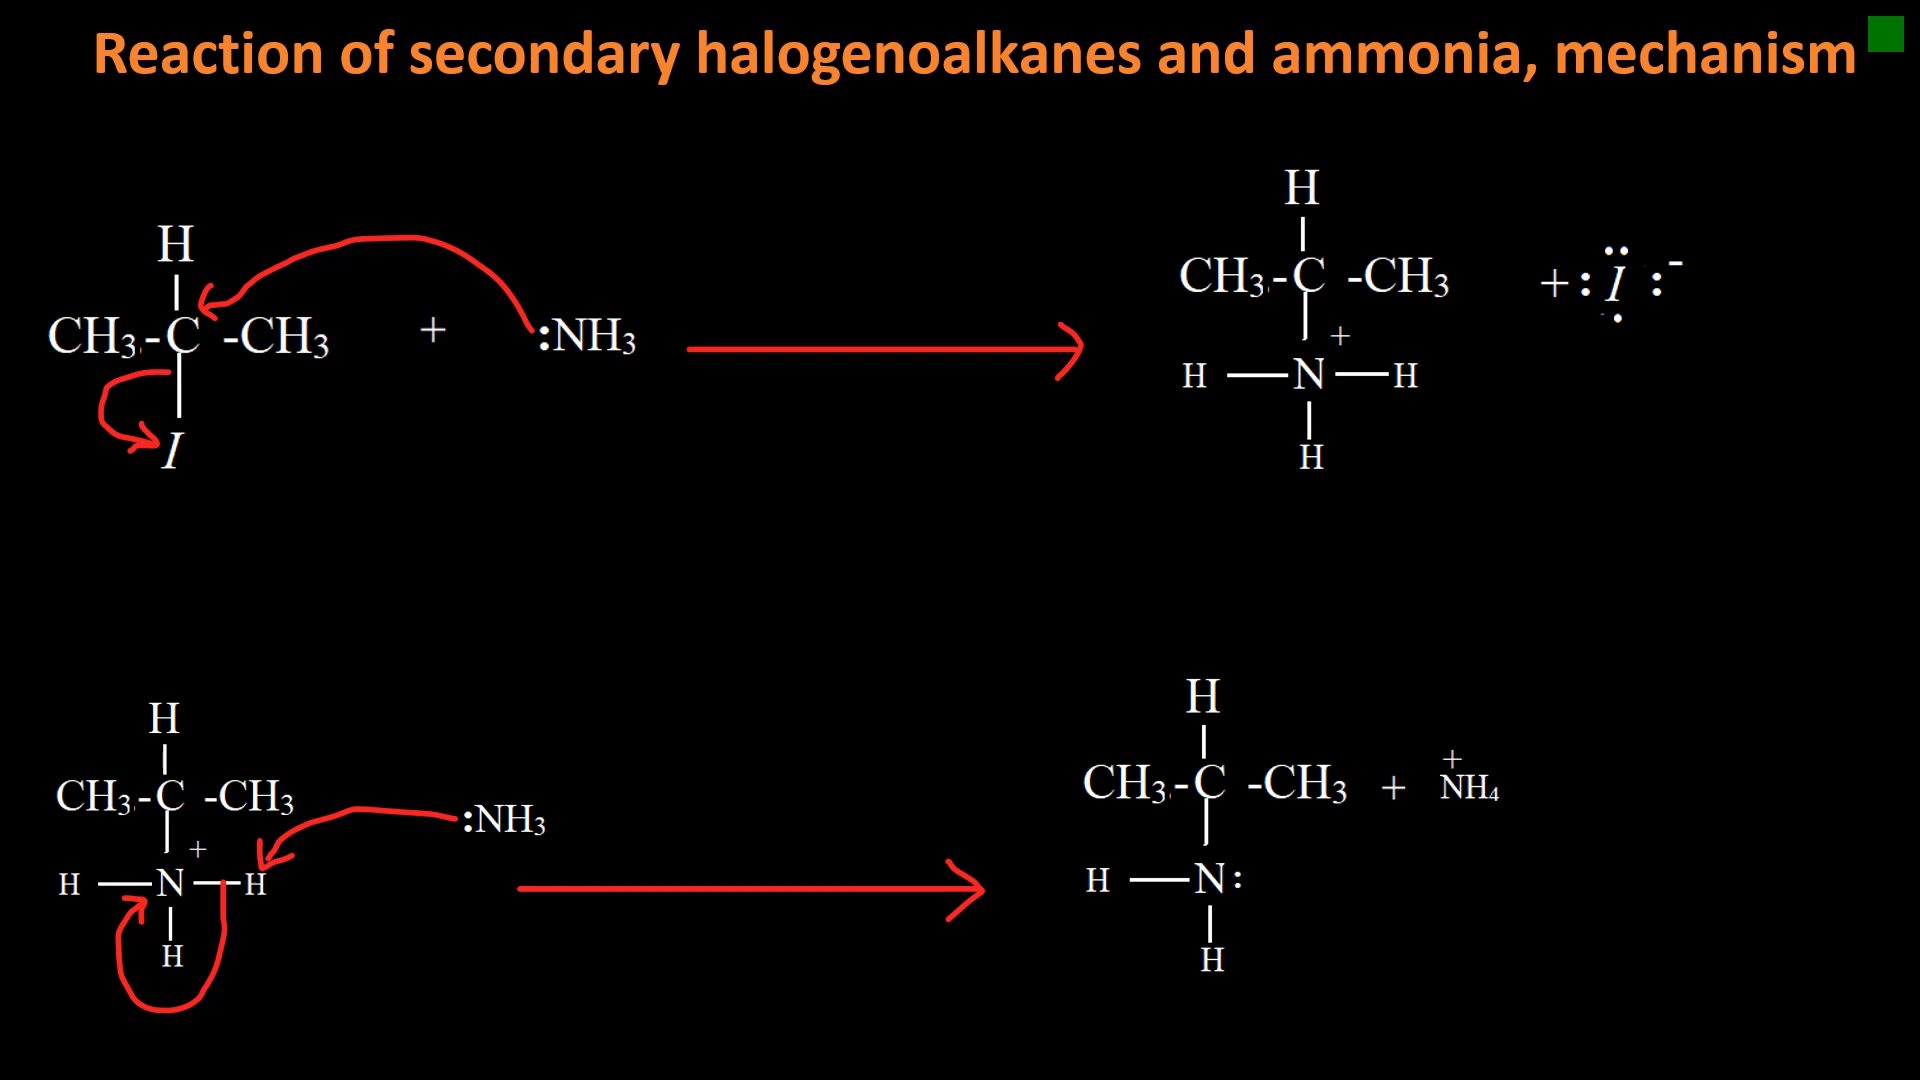 Reaction of secondary halogenoalkanes and ammonia, mechanism
H
CH₃-C-CH₃ + :NH₃
I
H
CH₃-C-CH₃ + :I:⁻
+
H—N—H
H
H
CH₃-C-CH₃
:NH₃
+
H—N—H
H
H
CH₃-C-CH₃ + +
NH₄
H—N:
H